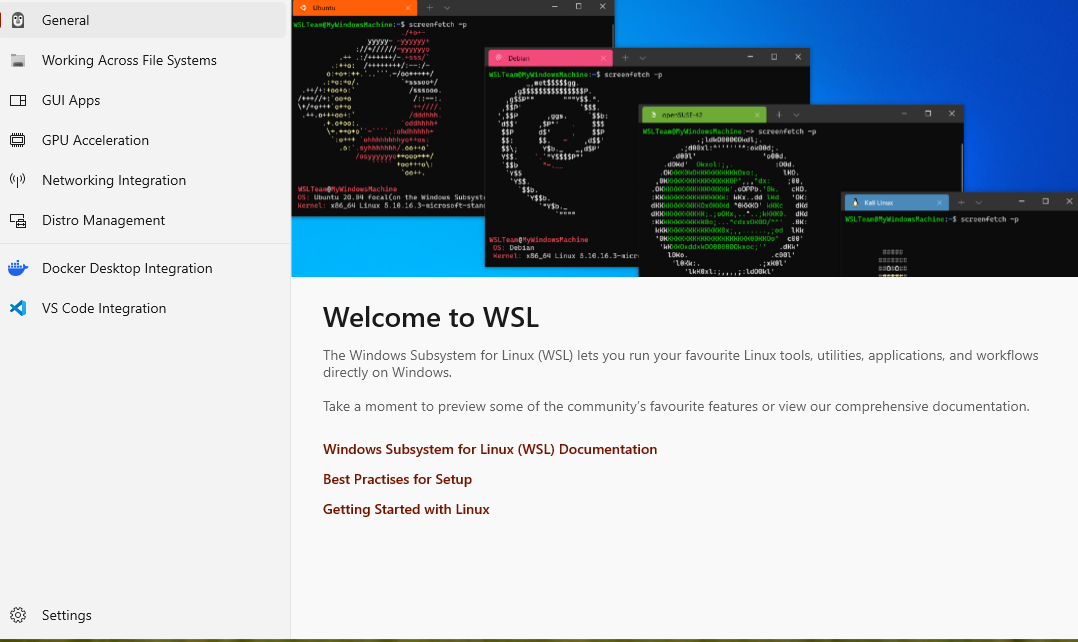 General
Working Across File Systems
GUI Apps
GPU Acceleration
Networking Integration
Distro Management
Docker Desktop Integration
VS Code Integration
Settings
Ubuntu
WSLTeam@MyWindowsMachine:~$ screenfetch -p
WSLTeam@MyWindowsMachine
OS: Ubuntu 20.04 focal(on the Windows Subsyst
Kernel: x86_64 Linux 5.10.16.3-microsoft-stan
Debian
WSLTeam@MyWindowsMachine:~$ screenfetch -p
WSLTeam@MyWindowsMachine
OS: Debian
Kernel: x86_64 Linux 5.10.16.3-micro
openSUSE-42
WSLTeam@MyWindowsMachine:~> screenfetch -p
Kali Linux
WSLTeam@MyWindowsMachine:~$ screenfetch -p
Welcome to WSL
The Windows Subsystem for Linux (WSL) lets you run your favourite Linux tools, utilities, applications, and workflows
directly on Windows.
Take a moment to preview some of the community's favourite features or view our comprehensive documentation.
Windows Subsystem for Linux (WSL) Documentation
Best Practises for Setup
Getting Started with Linux